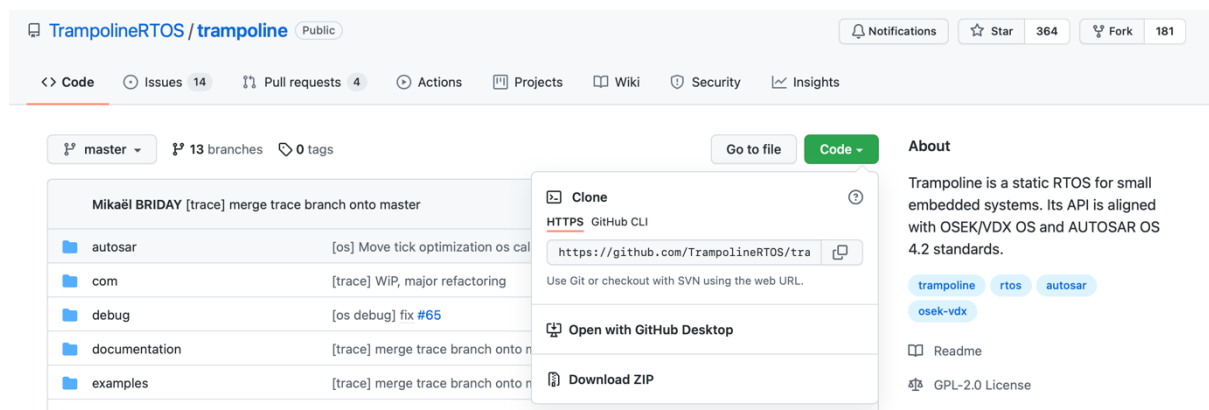 TrampolineRTOS / trampoline Public
Notifications Star 364 Fork 181
Code Issues 14 Pull requests 4 Actions Projects Wiki Security Insights
master 13 branches 0 tags Go to file Code
Mikaël BRIDAY [trace] merge trace branch onto master
autosar [os] Move tick optimization os cal
com [trace] WiP, major refactoring
debug [os debug] fix #65
documentation [trace] merge trace branch onto m
examples [trace] merge trace branch onto m
Clone
HTTPS GitHub CLI
https://github.com/TrampolineRTOS/tra
Use Git or checkout with SVN using the web URL.
Open with GitHub Desktop
Download ZIP
About
Trampoline is a static RTOS for small
embedded systems. Its API is aligned
with OSEK/VDX OS and AUTOSAR OS
4.2 standards.
trampoline rtos autosar
osek-vdx
Readme
GPL-2.0 License